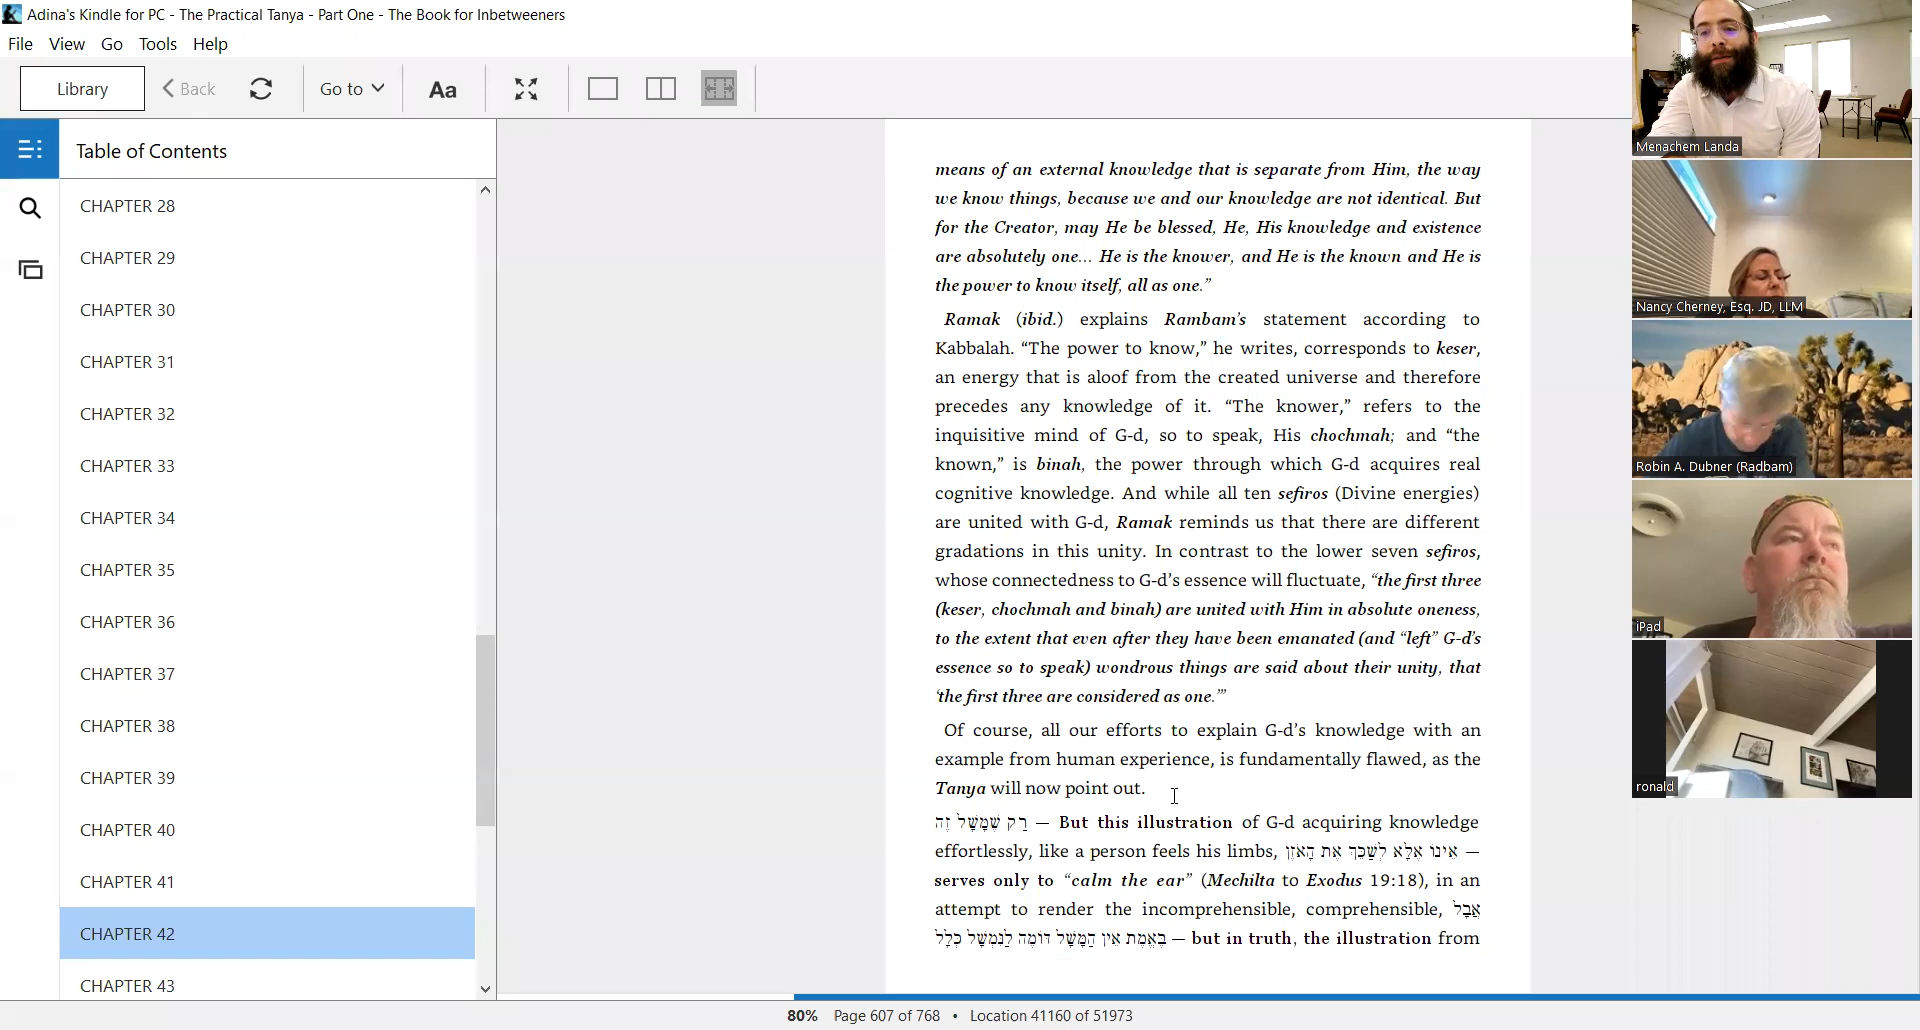 Adina's Kindle for PC - The Practical Tanya - Part One - The Book for Inbetweeners
File View Go Tools Help
Library Back Go to Aa
Table of Contents
CHAPTER 28
CHAPTER 29
CHAPTER 30
CHAPTER 31
CHAPTER 32
CHAPTER 33
CHAPTER 34
CHAPTER 35
CHAPTER 36
CHAPTER 37
CHAPTER 38
CHAPTER 39
CHAPTER 40
CHAPTER 41
CHAPTER 42
CHAPTER 43
means of an external knowledge that is separate from Him, the way
we know things, because we and our knowledge are not identical. But
for the Creator, may He be blessed, He, His knowledge and existence
are absolutely one... He is the knower, and He is the known and He is
the power to know itself, all as one.”
Ramak (ibid.) explains Rambam’s statement according to
Kabbalah. “The power to know,” he writes, corresponds to keser,
an energy that is aloof from the created universe and therefore
precedes any knowledge of it. “The knower,” refers to the
inquisitive mind of G-d, so to speak, His chochmah; and “the
known,” is binah, the power through which G-d acquires real
cognitive knowledge. And while all ten sefiros (Divine energies)
are united with G-d, Ramak reminds us that there are different
gradations in this unity. In contrast to the lower seven sefiros,
whose connectedness to G-d’s essence will fluctuate, “the first three
(keser, chochmah and binah) are united with Him in absolute oneness,
to the extent that even after they have been emanated (and “left” G-d’s
essence so to speak) wondrous things are said about their unity, that
‘the first three are considered as one.’”
Of course, all our efforts to explain G-d’s knowledge with an
example from human experience, is fundamentally flawed, as the
Tanya will now point out.
רַק שֶׁמָּשָׁל זֶה — But this illustration of G-d acquiring knowledge
effortlessly, like a person feels his limbs, אֵינוֹ אֶלָּא לְשַׁכֵּךְ אֶת הָאֹזֶן —
serves only to “calm the ear” (Mechilta to Exodus 19:18), in an
attempt to render the incomprehensible, comprehensible, אֲבָל
בֶּאֱמֶת אֵין הַמָּשָׁל דּוֹמֶה לַנִּמְשָׁל כְּלָל — but in truth, the illustration from
80% Page 607 of 768 • Location 41160 of 51973
Menachem Landa
Nancy Cherney, Esq. JD, LLM
Robin A. Dubner (Radbam)
iPad
ronald